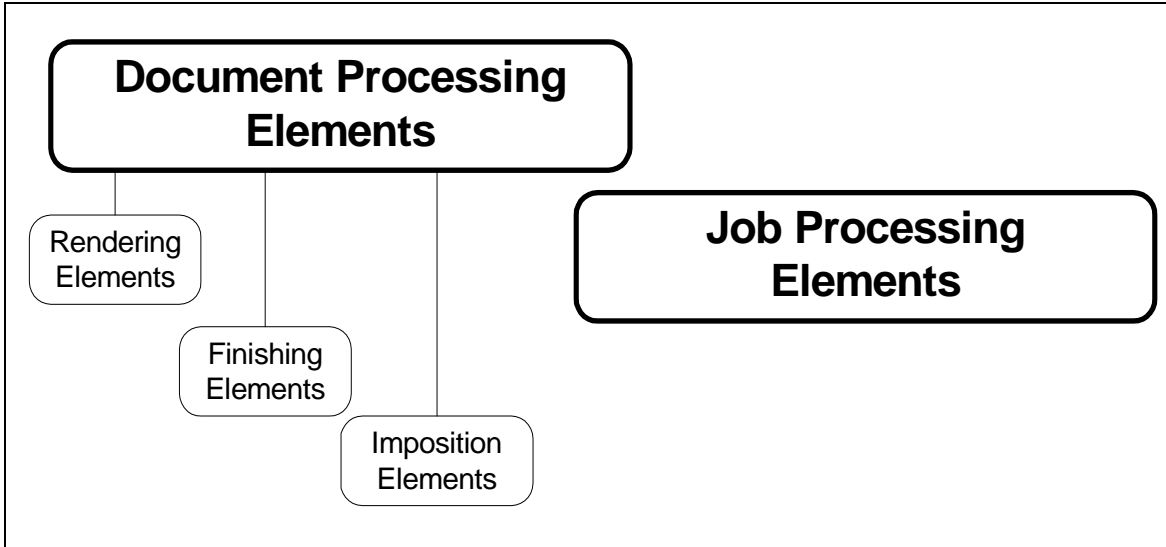 Document Processing
Elements
Job Processing
Elements
Rendering
Elements
Finishing
Elements
Imposition
Elements